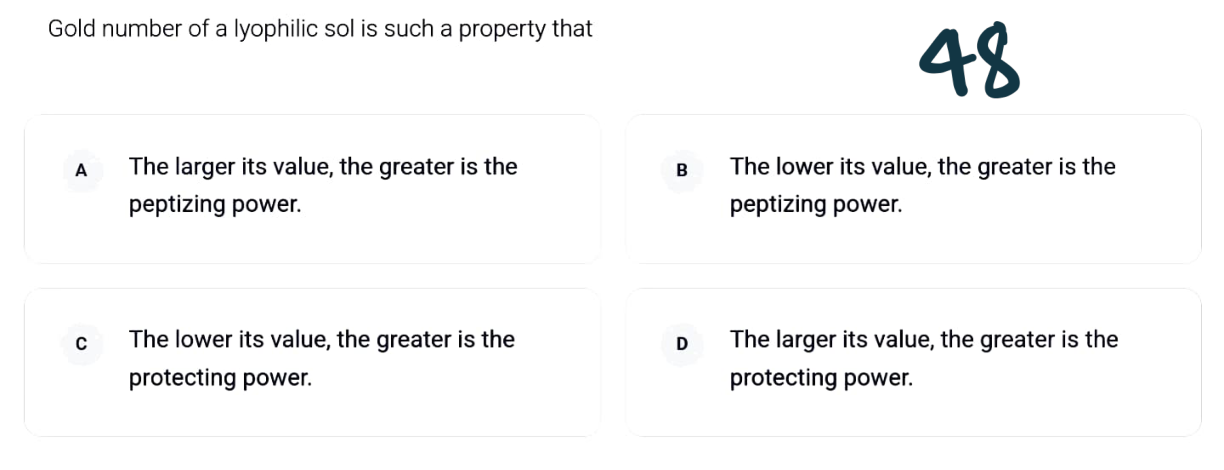 Gold number of a lyophilic sol is such a property that
48
A
The larger its value, the greater is the
peptizing power.
B
The lower its value, the greater is the
peptizing power.
C
The lower its value, the greater is the
protecting power.
D
The larger its value, the greater is the
protecting power.